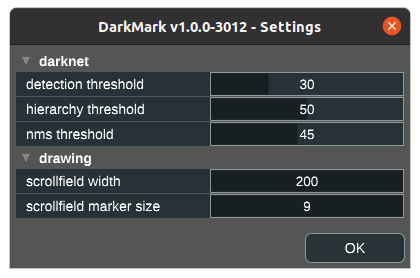 DarkMark v1.0.0-3012 - Settings
darknet
detection threshold 30
hierarchy threshold 50
nms threshold 45
drawing
scrollfield width 200
scrollfield marker size 9
OK